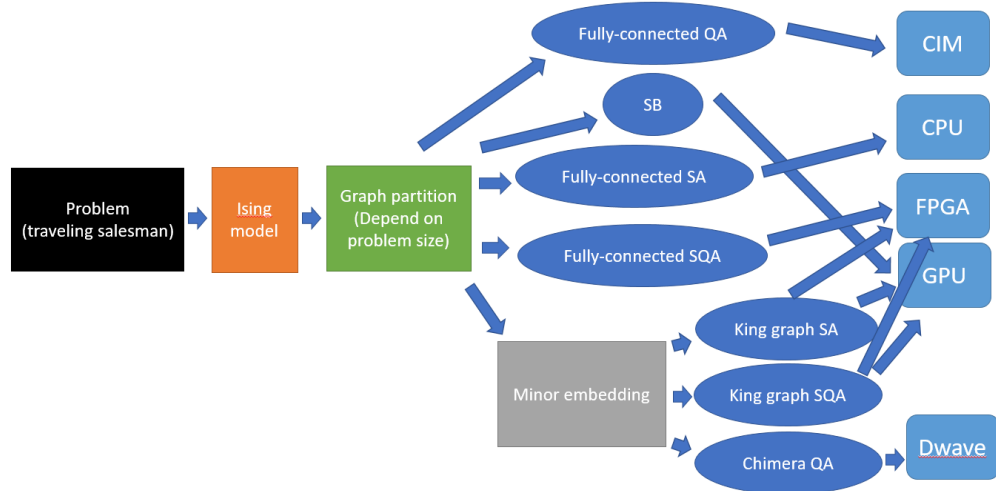 Fully-connected QA
CIM
SB
CPU
Problem
(traveling salesman)
Ising
model
Graph partition
(Depend on
problem size)
Fully-connected SA
FPGA
Fully-connected SQA
GPU
King graph SA
Minor embedding
King graph SQA
Chimera QA
Dwave